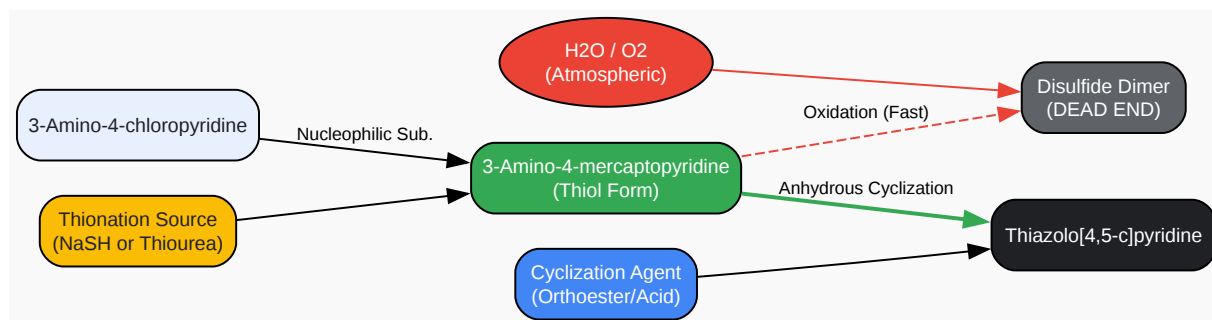 H2O / O2
(Atmospheric)
Disulfide Dimer
(DEAD END)
3-Amino-4-chloropyridine
Nucleophilic Sub.
Oxidation (Fast)
3-Amino-4-mercaptopyridine
(Thiol Form)
Anhydrous Cyclization
Thionation Source
(NaSH or Thiourea)
Thiazolo[4,5-c]pyridine
Cyclization Agent
(Orthoester/Acid)